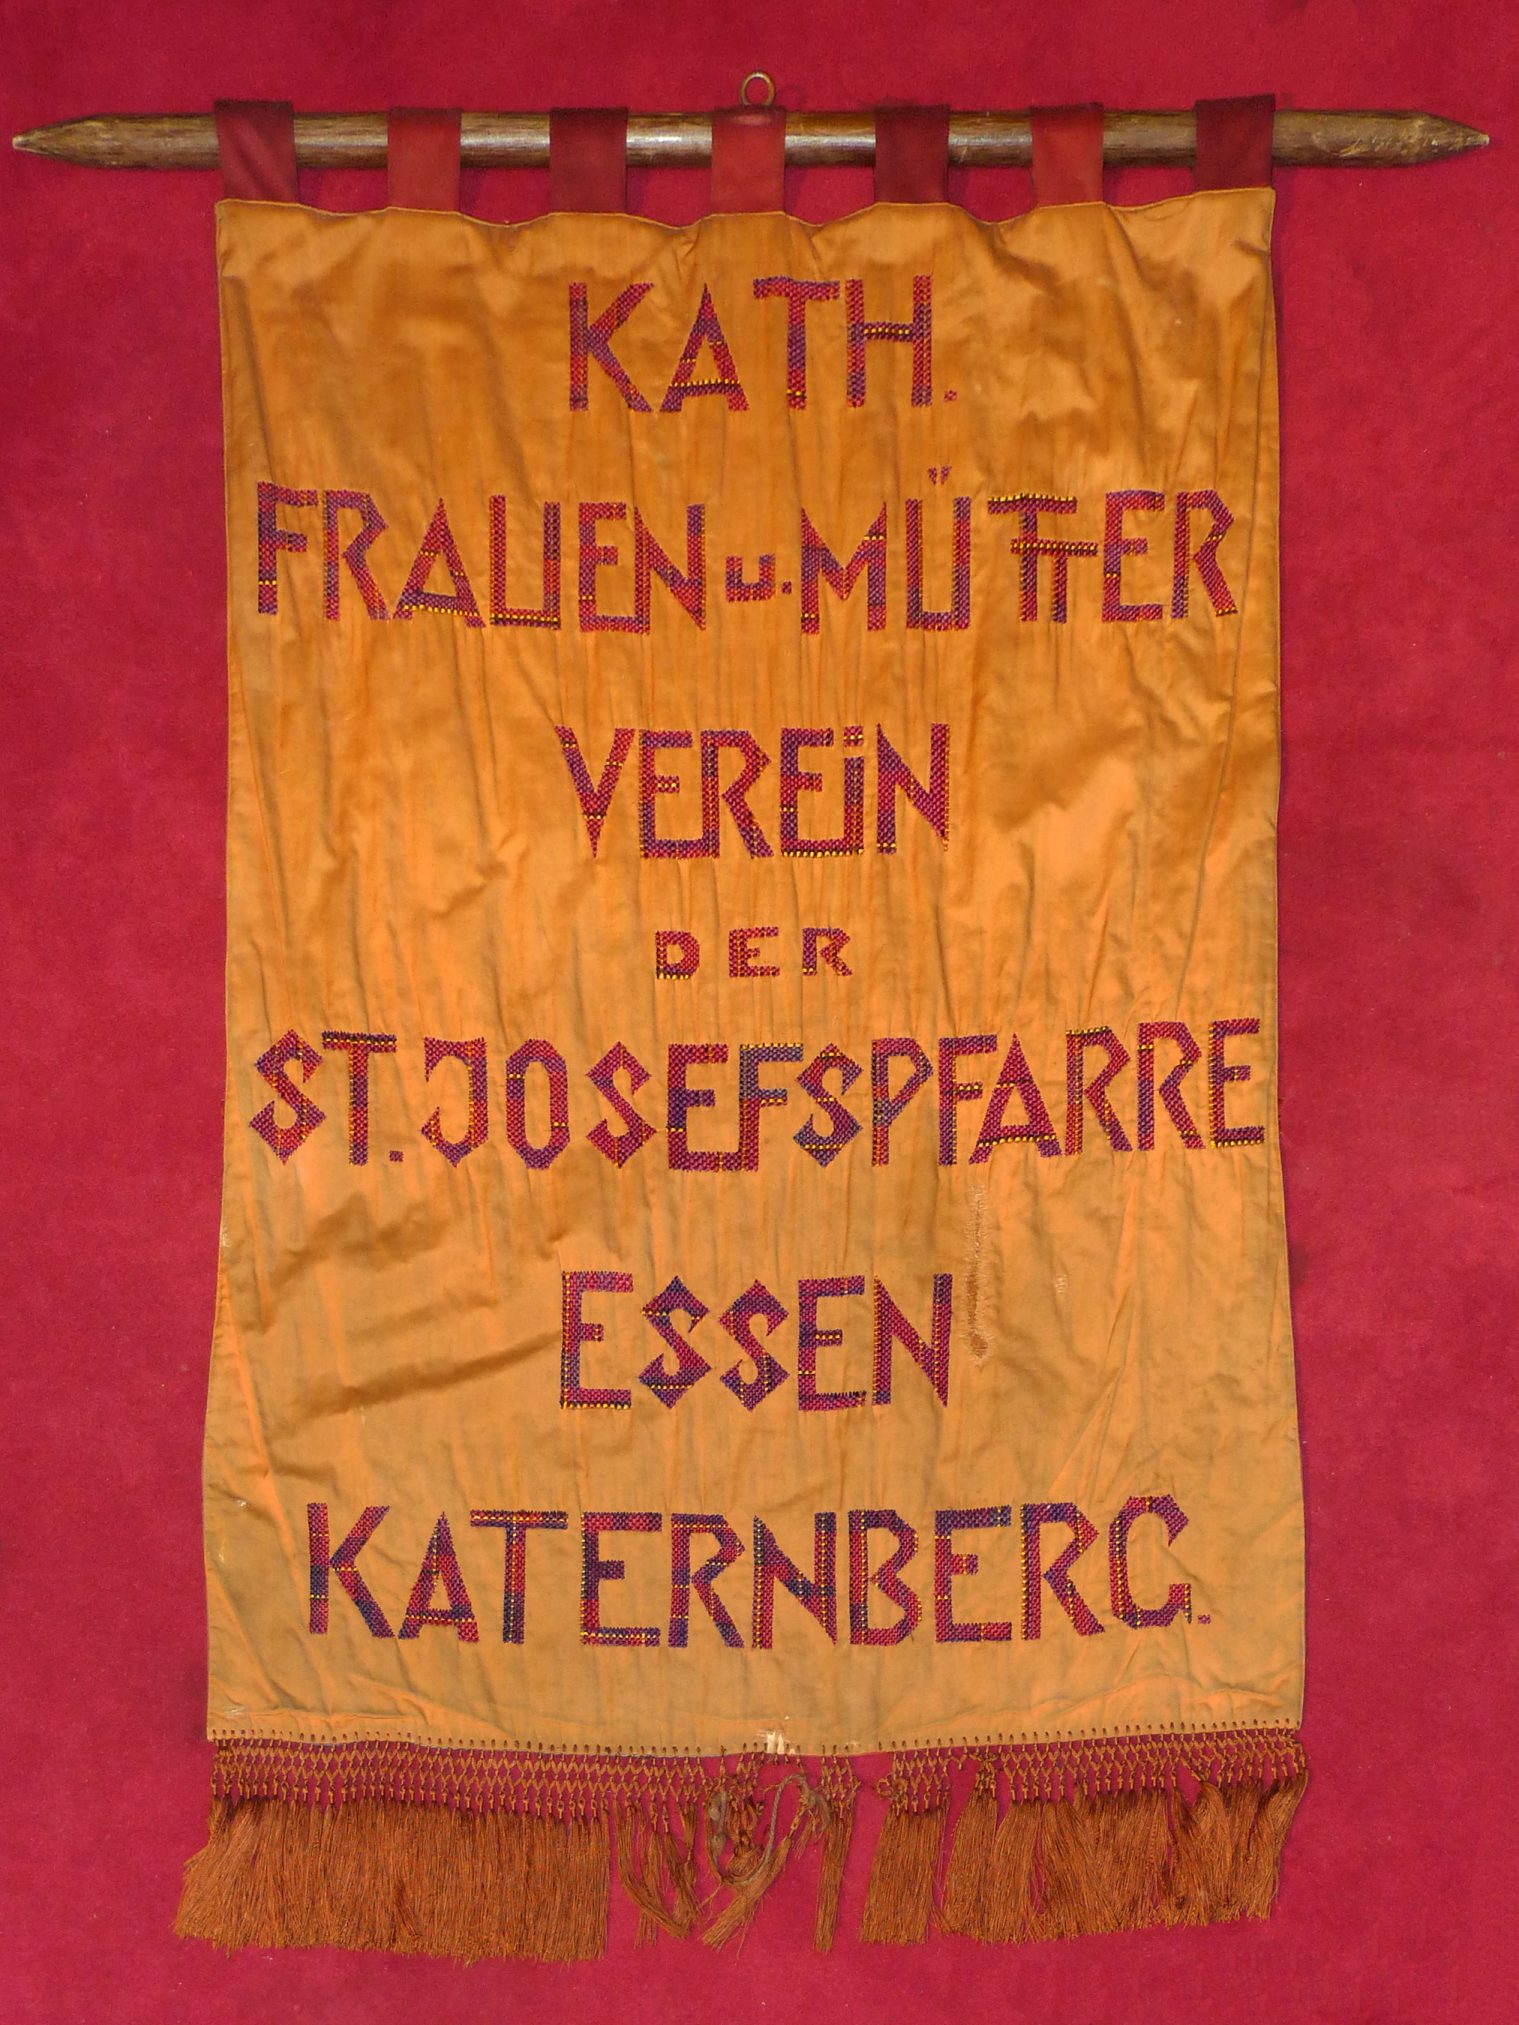 KATH.
FRAUEN u. MÜTTER
VEREiN
DER
ST. JOSEFSPFARRE
ESSEN
KATERNBERG.